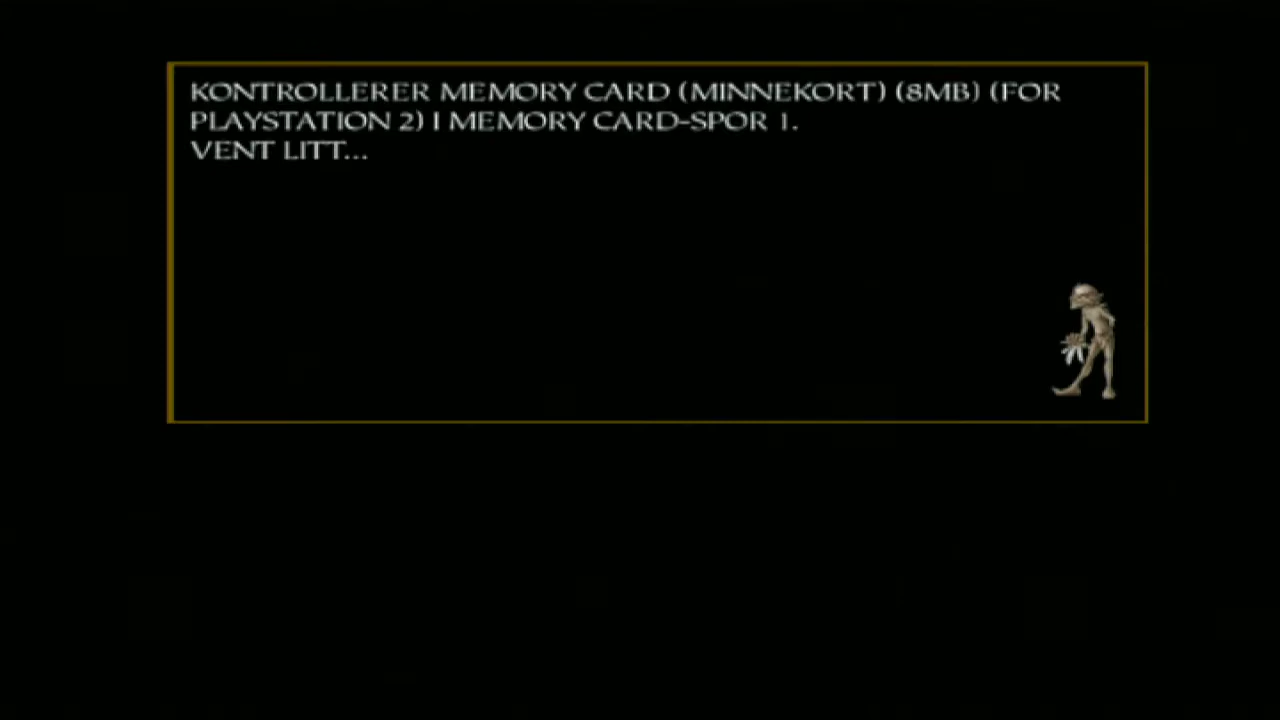 KONTROLLERER MEMORY CARD (MINNEKORT) (8MB) (FOR
PLAYSTATION 2) I MEMORY CARD-SPOR 1.
VENT LITT...